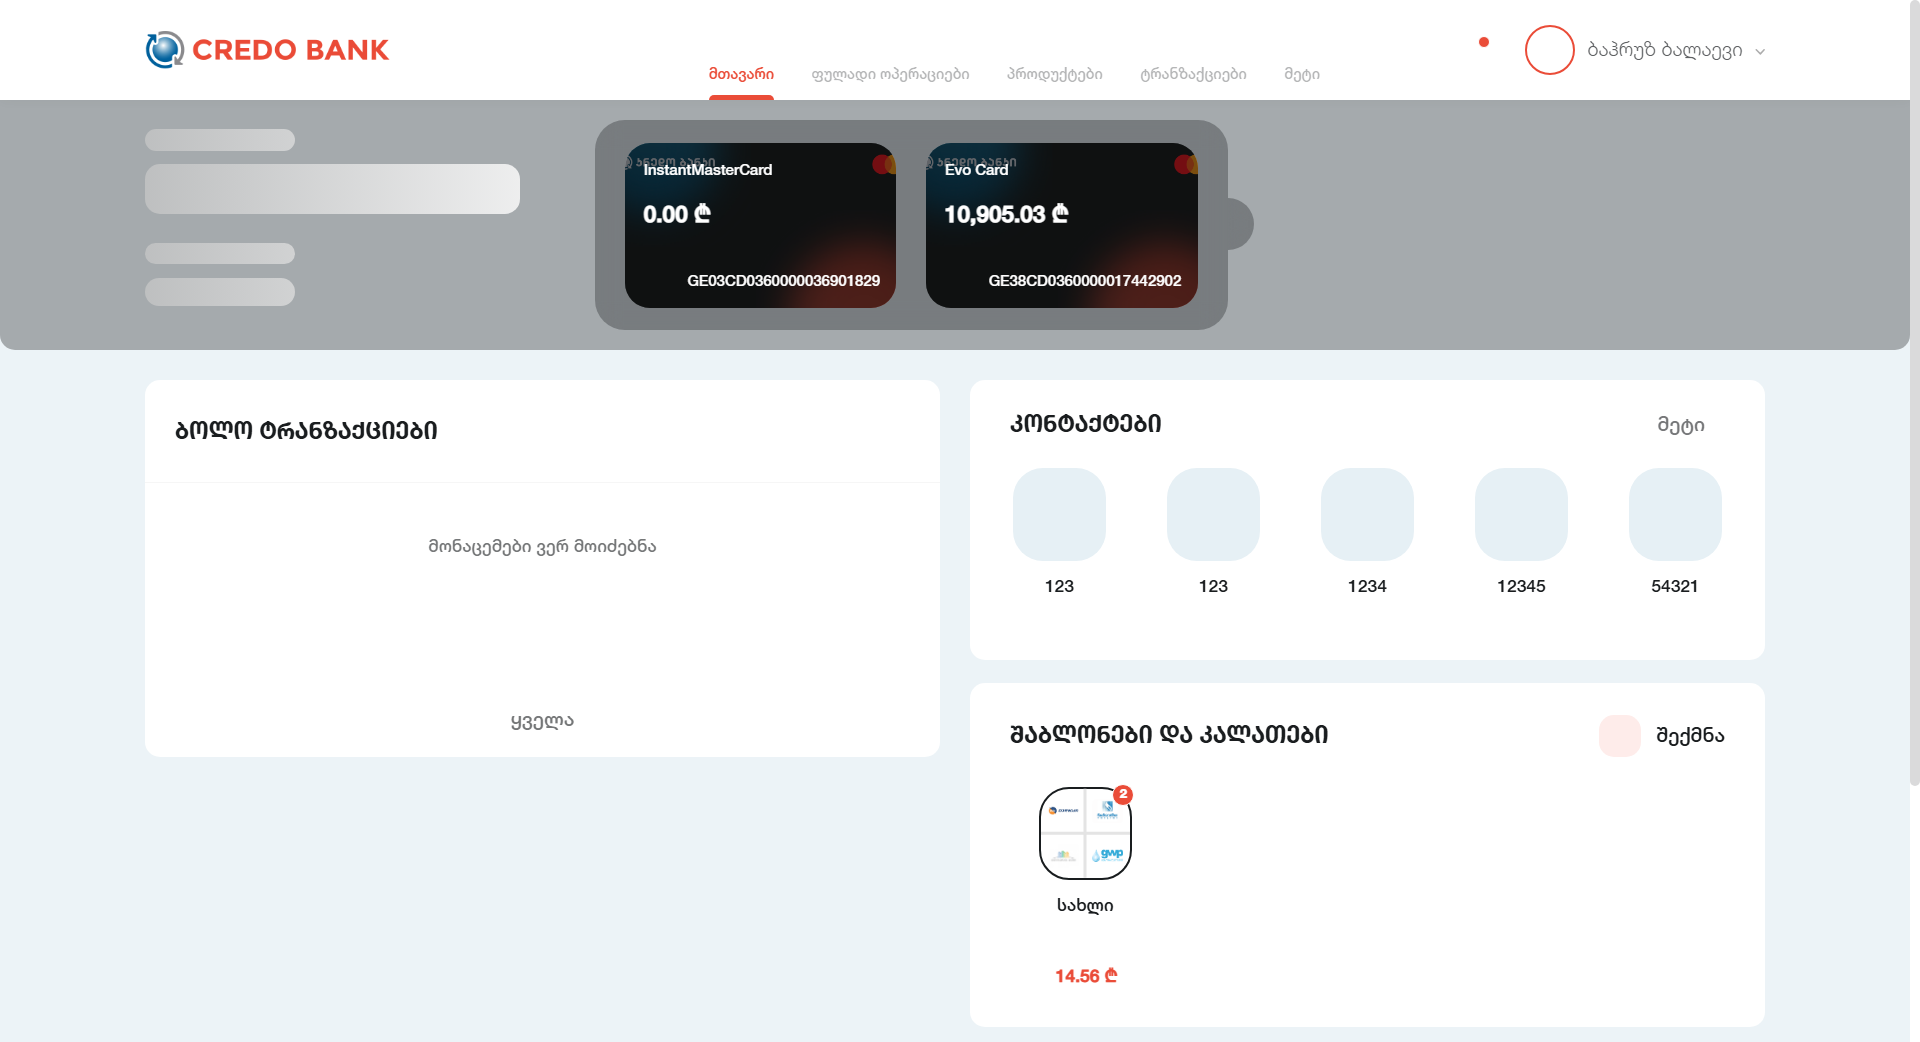 CREDO BANK
მთავარი
ფულადი ოპერაციები
პროდუქტები
ტრანზაქციები
მეტი
ბაჰრუზ ბალაევი
InstantMasterCard
0.00 ₾
GE03CD0360000036901829
Evo Card
10,905.03 ₾
GE38CD0360000017442902
ბოლო ტრანზაქციები
მონაცემები ვერ მოიძებნა
ყველა
კონტაქტები
მეტი
123
123
1234
12345
54321
შაბლონები და კალათები
შექმნა
2
gwp
სახლი
14.56 ₾